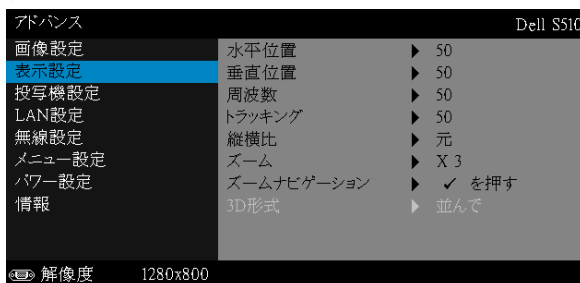 アドバンス Dell S510
画像設定
表示設定
投写機設定
LAN設定
無線設定
メニュー設定
パワー設定
情報
水平位置 50
垂直位置 50
周波数 50
トラッキング 50
縦横比 元
ズーム X 3
ズームナビゲーション ✓ を押す
3D形式 並んで
解像度 1280x800